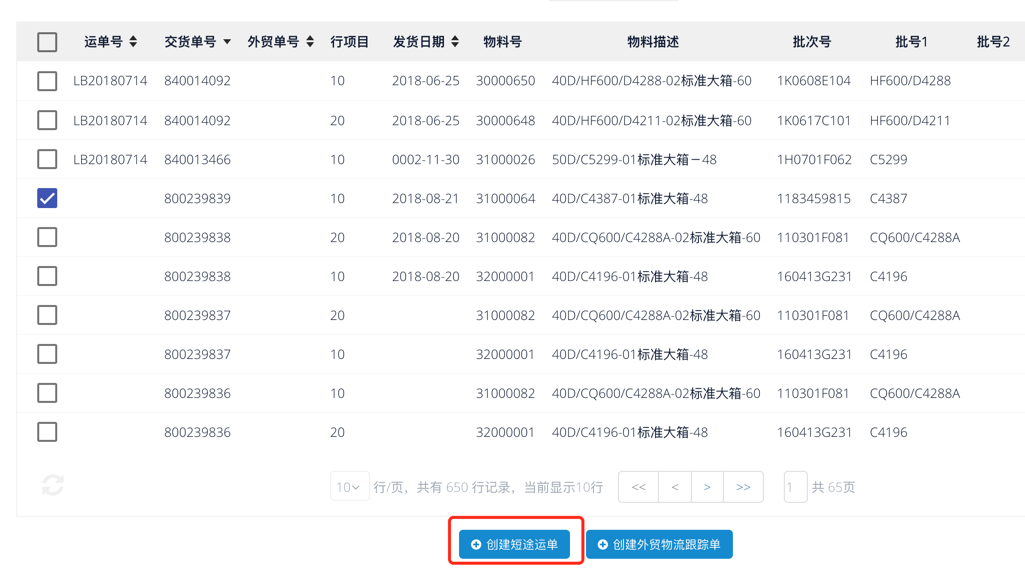 运单号 交货单号 外贸单号 行项目 发货日期 物料号 物料描述 批次号 批号1 批号2
LB20180714 840014092 10 2018-06-25 30000650 40D/HF600/D4288-02标准大箱-60 1K0608E104 HF600/D4288
LB20180714 840014092 20 2018-06-25 30000648 40D/HF600/D4211-02标准大箱-60 1K0617C101 HF600/D4211
LB20180714 840013466 10 0002-11-30 31000026 50D/C5299-01标准大箱－48 1H0701F062 C5299
800239839 10 2018-08-21 31000064 40D/C4387-01标准大箱-48 1183459815 C4387
800239838 20 2018-08-20 31000082 40D/CQ600/C4288A-02标准大箱-60 110301F081 CQ600/C4288A
800239838 10 2018-08-20 32000001 40D/C4196-01标准大箱-48 160413G231 C4196
800239837 20 31000082 40D/CQ600/C4288A-02标准大箱-60 110301F081 CQ600/C4288A
800239837 10 32000001 40D/C4196-01标准大箱-48 160413G231 C4196
800239836 10 31000082 40D/CQ600/C4288A-02标准大箱-60 110301F081 CQ600/C4288A
800239836 20 32000001 40D/C4196-01标准大箱-48 160413G231 C4196
10 行/页，共有 650 行记录，当前显示10行 << < > >> 1 共 65页
创建短途运单 创建外贸物流跟踪单